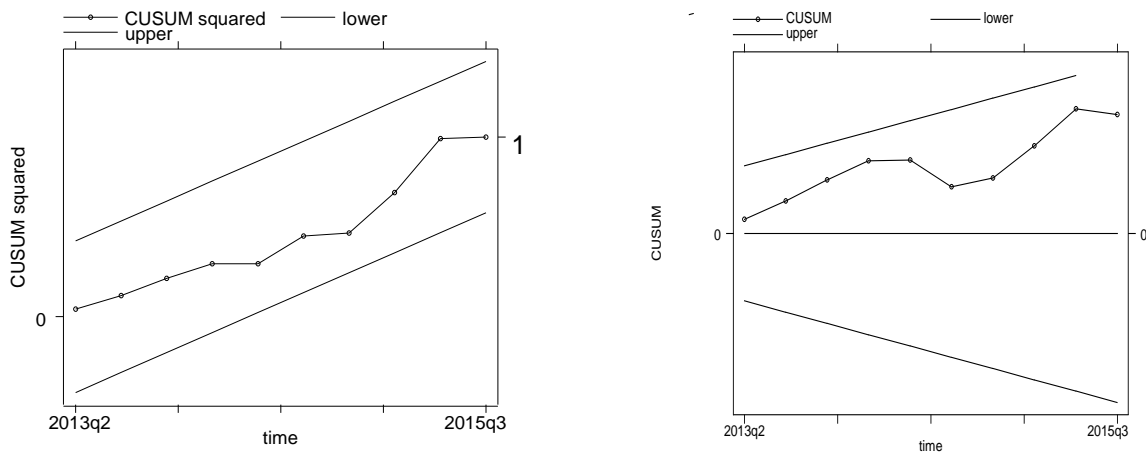 CUSUM squared lower
upper
CUSUM squared
1
0
2013q2 2015q3
time
CUSUM lower
upper
CUSUM
0 0
2013q2 2015q3
time